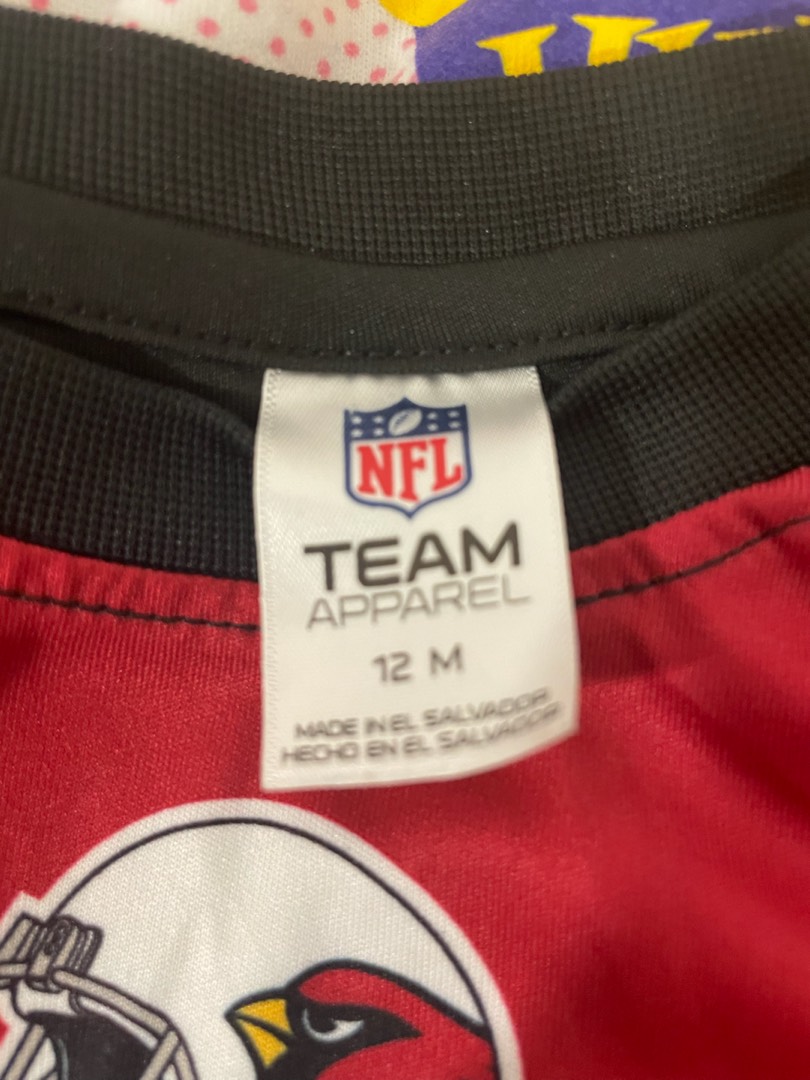 NFL
TEAM
APPAREL
12 M
MADE IN EL SALVADOR
HECHO EN EL SALVADOR